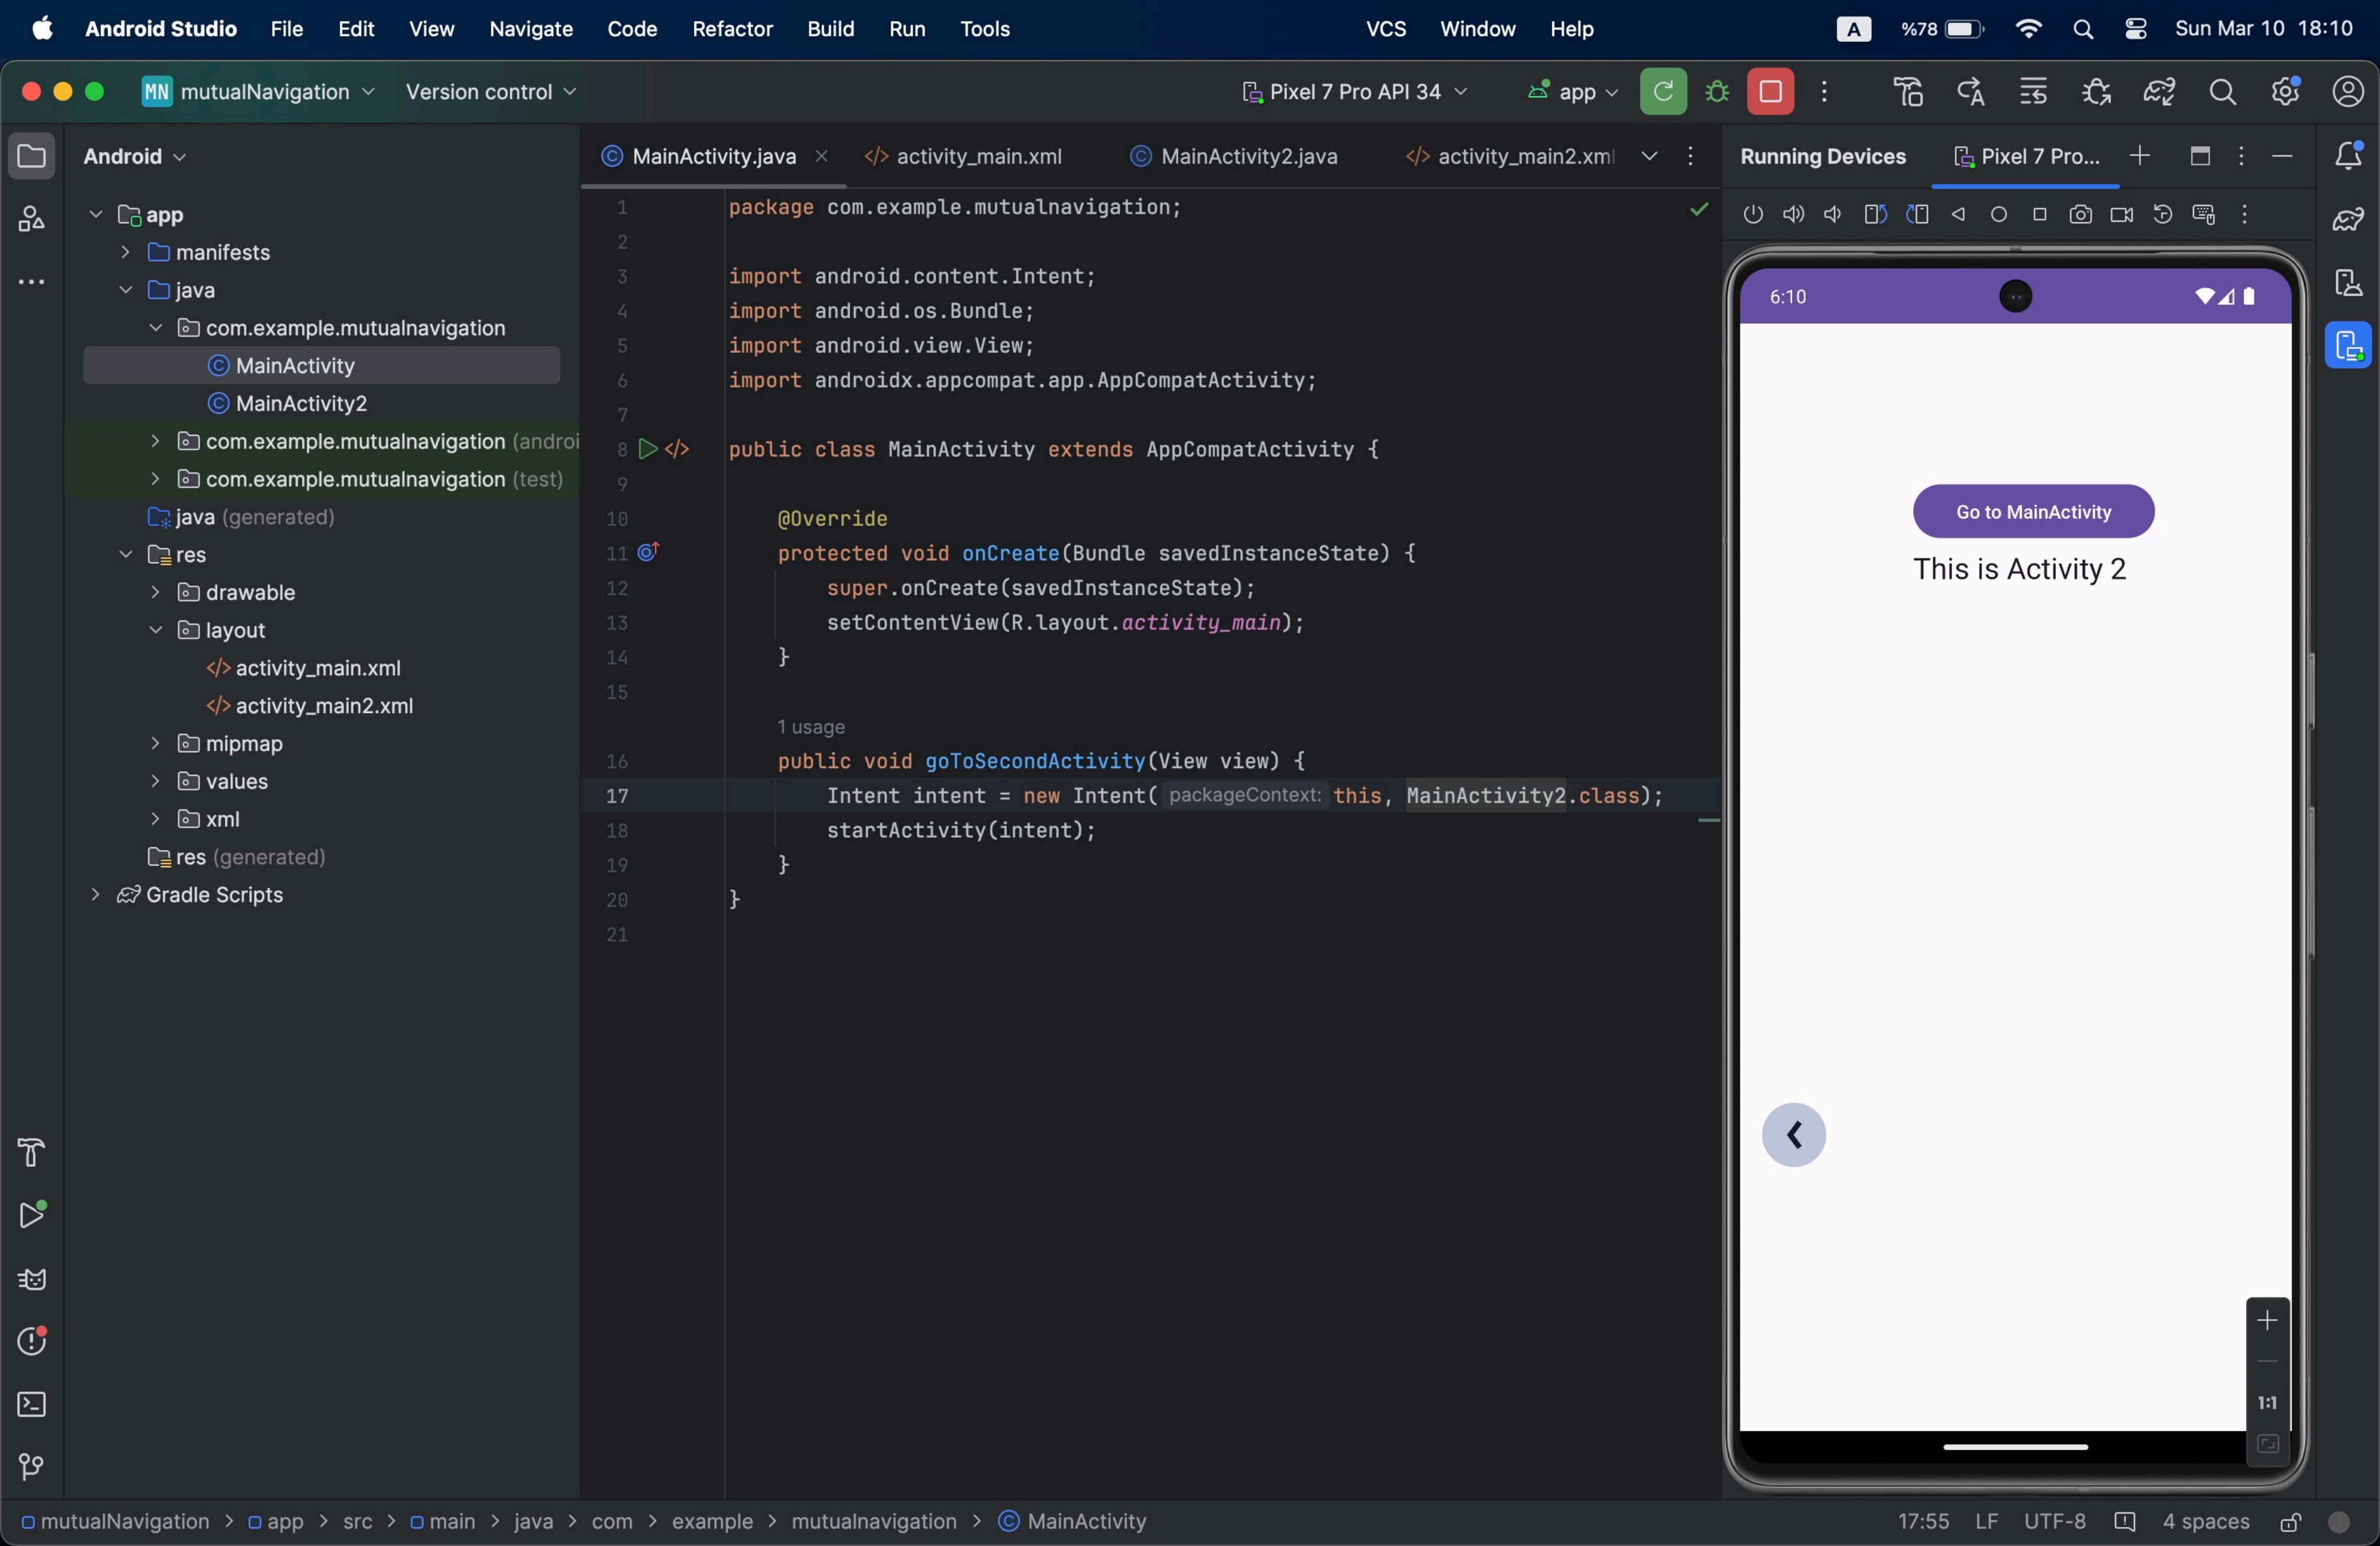 Android Studio File Edit View Navigate Code Refactor Build Run Tools VCS Window Help A %78 Sun Mar 10 18:10
MN mutualNavigation Version control Pixel 7 Pro API 34 app
Android
app
manifests
java
com.example.mutualnavigation
MainActivity
MainActivity2
com.example.mutualnavigation (androi
com.example.mutualnavigation (test)
java (generated)
res
drawable
layout
activity_main.xml
activity_main2.xml
mipmap
values
xml
res (generated)
Gradle Scripts
MainActivity.java activity_main.xml MainActivity2.java activity_main2.xml
1 package com.example.mutualnavigation;
2
3 import android.content.Intent;
4 import android.os.Bundle;
5 import android.view.View;
6 import androidx.appcompat.app.AppCompatActivity;
7
8 public class MainActivity extends AppCompatActivity {
9
10 @Override
11 protected void onCreate(Bundle savedInstanceState) {
12 super.onCreate(savedInstanceState);
13 setContentView(R.layout.activity_main);
14 }
15
1 usage
16 public void goToSecondActivity(View view) {
17 Intent intent = new Intent( packageContext: this, MainActivity2.class);
18 startActivity(intent);
19 }
20 }
21
Running Devices Pixel 7 Pro...
6:10
Go to MainActivity
This is Activity 2
1:1
mutualNavigation > app > src > main > java > com > example > mutualnavigation > MainActivity 17:55 LF UTF-8 4 spaces